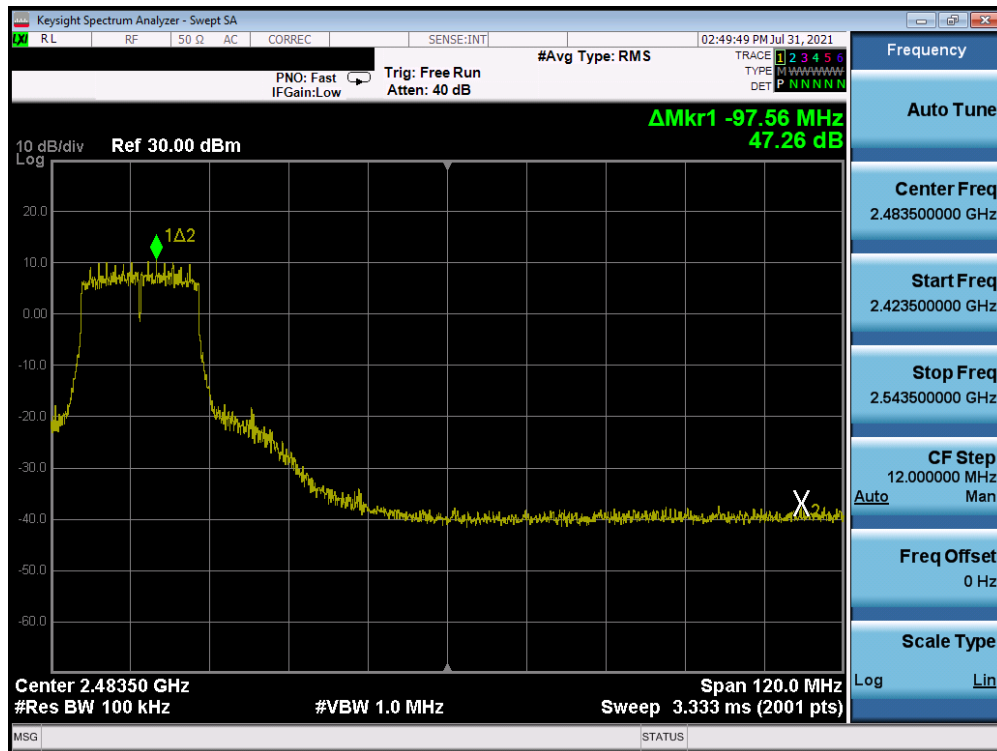 Keysight Spectrum Analyzer - Swept SA
LXI RL RF 50 Ω AC CORREC SENSE:INT 02:49:49 PM Jul 31, 2021
#Avg Type: RMS TRACE 1 2 3 4 5 6
PNO: Fast Trig: Free Run TYPE M WWWWW
IFGain:Low Atten: 40 dB DET P N N N N N
ΔMkr1 -97.56 MHz
47.26 dB
10 dB/div Ref 30.00 dBm
Log
20.0
1Δ2
10.0
0.00
-10.0
-20.0
-30.0
X2
-40.0
-50.0
-60.0
Center 2.48350 GHz Span 120.0 MHz
#Res BW 100 kHz #VBW 1.0 MHz Sweep 3.333 ms (2001 pts)
MSG STATUS
Frequency
Auto Tune
Center Freq
2.483500000 GHz
Start Freq
2.423500000 GHz
Stop Freq
2.543500000 GHz
CF Step
12.000000 MHz
Auto Man
Freq Offset
0 Hz
Scale Type
Log Lin